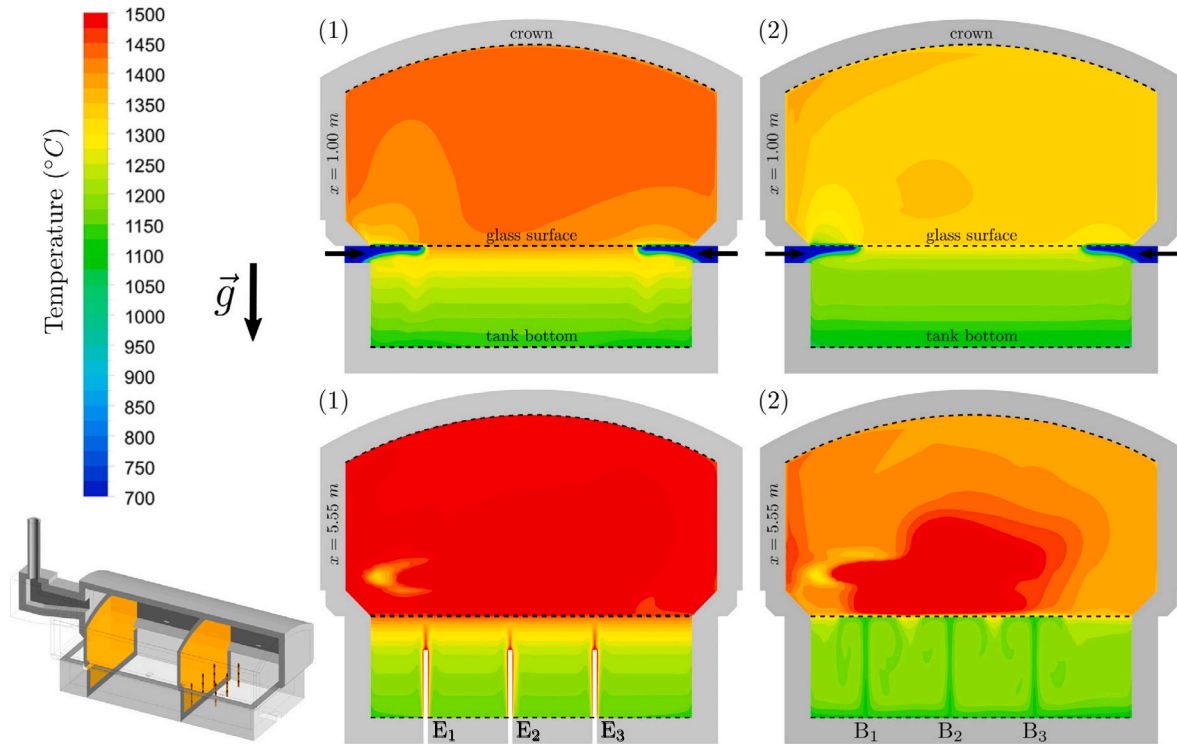 Temperature (°C)
1500
1450
1400
1350
1300
1250
1200
1150
1100
1050
1000
950
900
850
800
750
700
g⃗
(1)
crown
x = 1.00 m
glass surface
tank bottom
(2)
crown
x = 1.00 m
glass surface
tank bottom
(1)
x = 5.55 m
E₁
E₂
E₃
(2)
x = 5.55 m
B₁
B₂
B₃